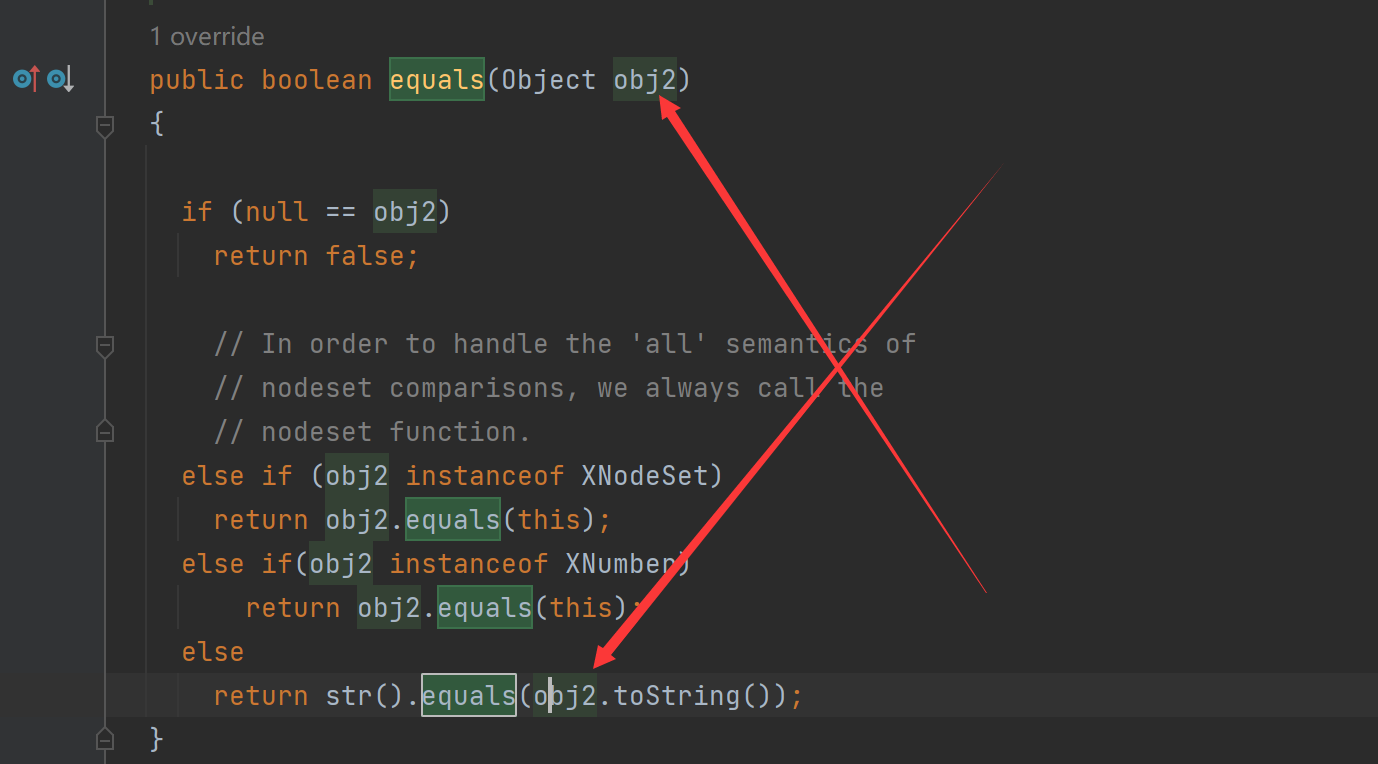 1 override
public boolean equals(Object obj2)
{
if (null == obj2)
return false;
// In order to handle the 'all' semantics of
// nodeset comparisons, we always call the
// nodeset function.
else if (obj2 instanceof XNodeSet)
return obj2.equals(this);
else if(obj2 instanceof XNumber)
return obj2.equals(this);
else
return str().equals(obj2.toString());
}